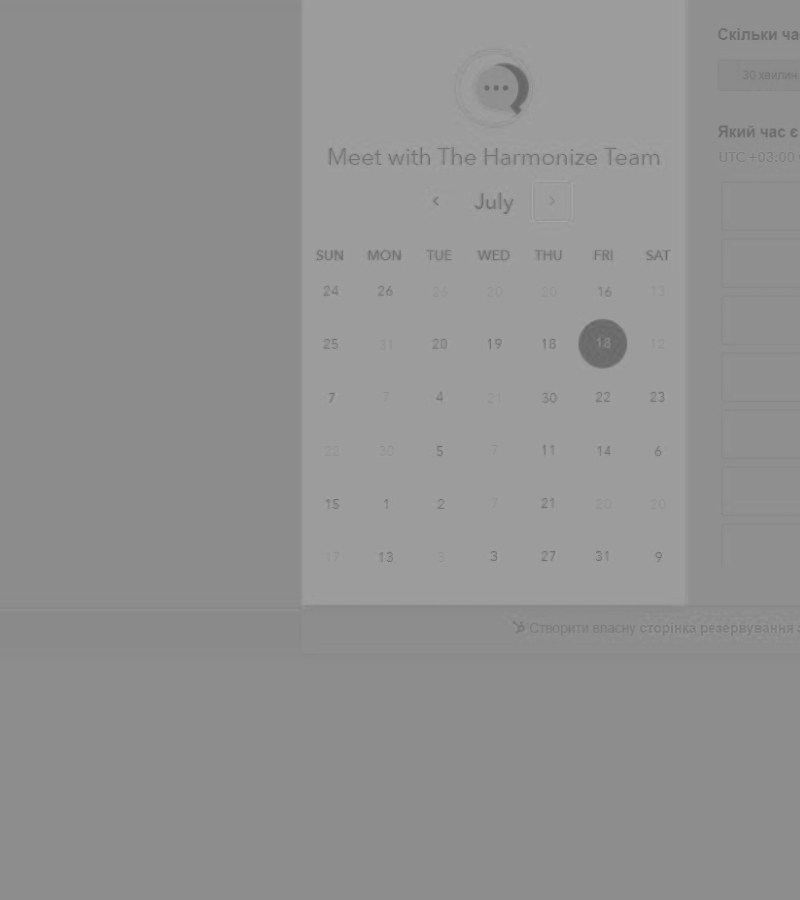 Meet with The Harmonize Team
July
SUN MON TUE WED THU FRI SAT
24 26 26 20 20 16 13
25 31 20 19 18 18 12
7 7 4 21 30 22 23
22 30 5 7 11 14 6
15 1 2 7 21 20 20
17 13 3 3 27 31 9
Скільки ча
30 хвилин
Який час є
UTC +03:00
Створити власну сторінка резервування